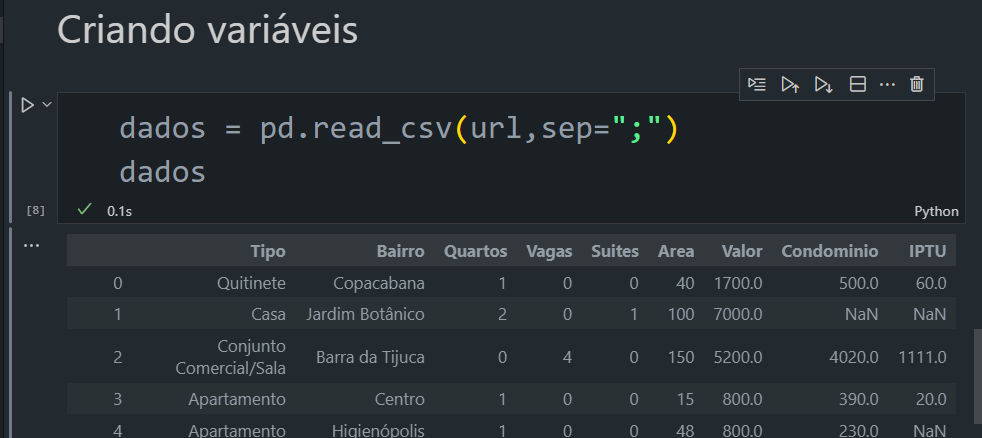 Criando variáveis
dados = pd.read_csv(url,sep=";")
dados
[8]
0.1s
Python
...
Tipo Bairro Quartos Vagas Suites Area Valor Condominio IPTU
0 Quitinete Copacabana 1 0 0 40 1700.0 500.0 60.0
1 Casa Jardim Botânico 2 0 1 100 7000.0 NaN NaN
2 Conjunto Comercial/Sala Barra da Tijuca 0 4 0 150 5200.0 4020.0 1111.0
3 Apartamento Centro 1 0 0 15 800.0 390.0 20.0
4 Apartamento Higienópolis 1 0 0 48 800.0 230.0 NaN